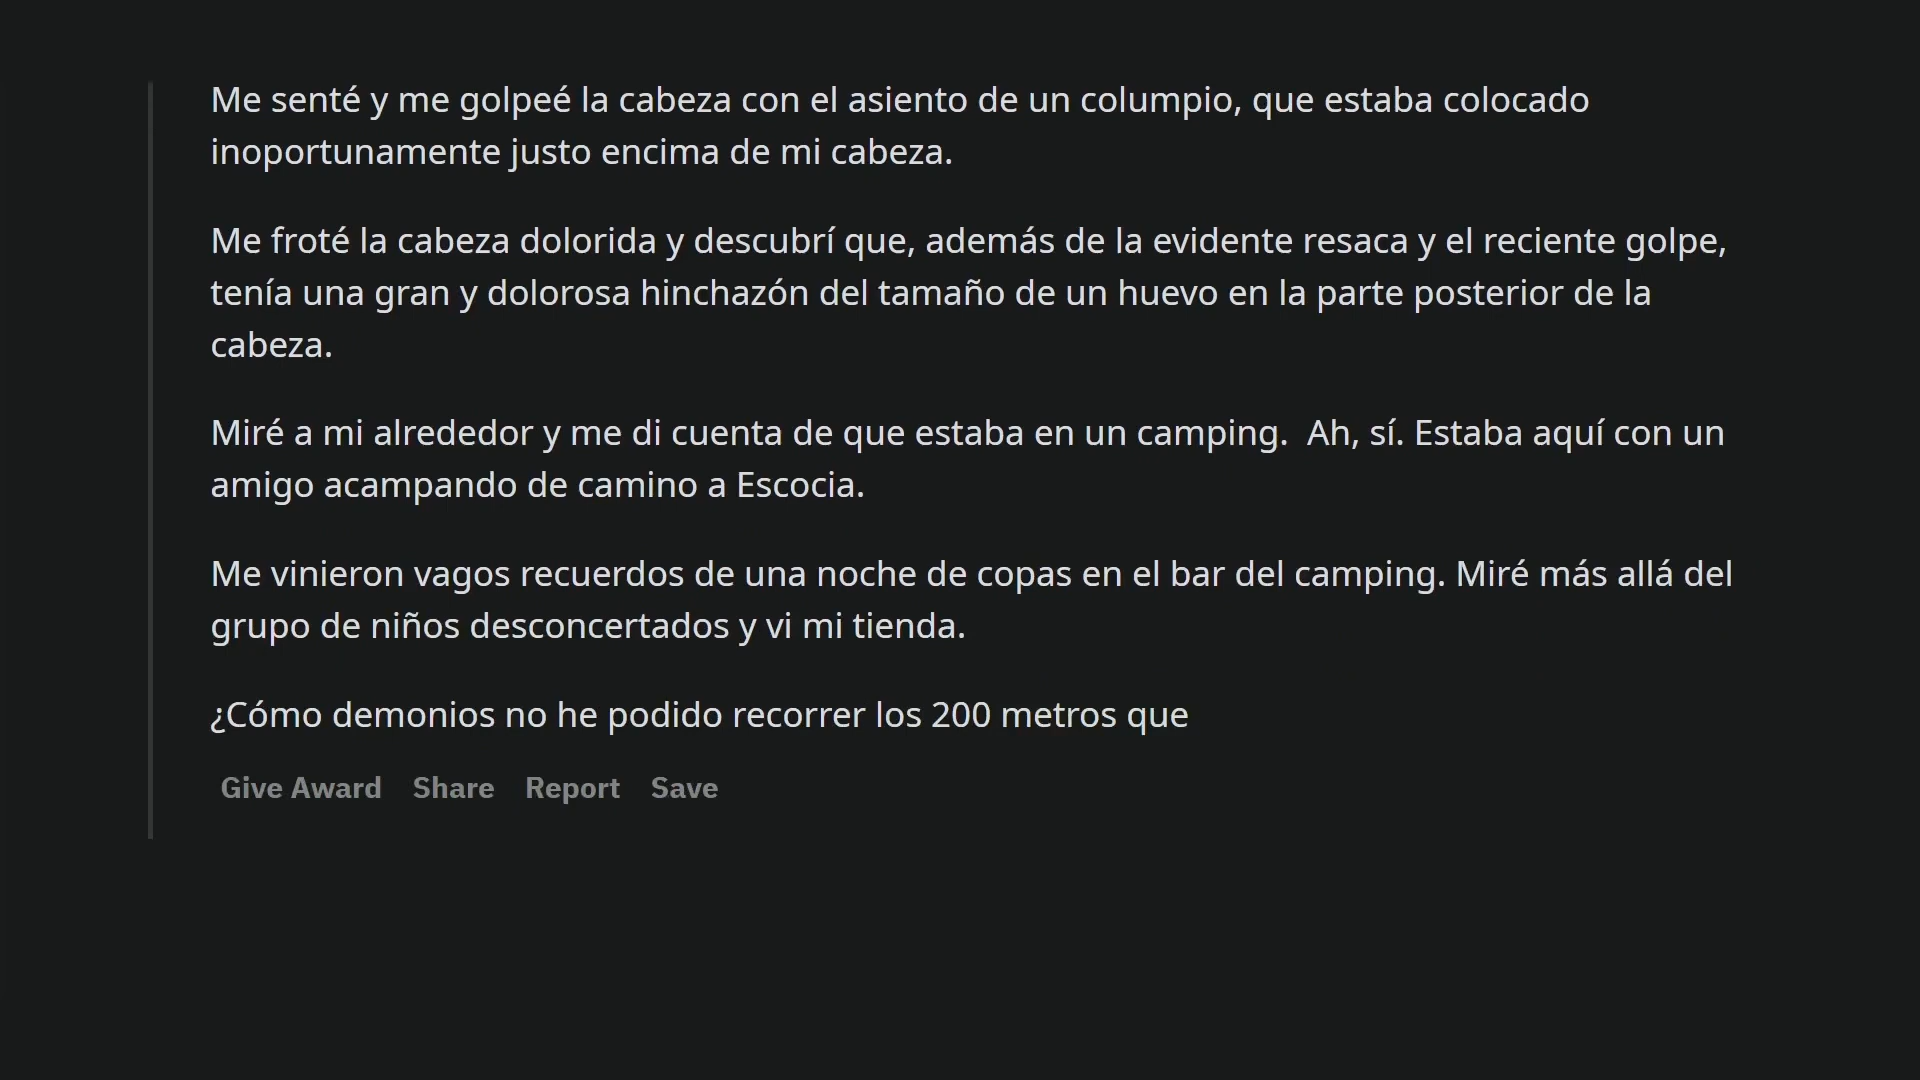 Me senté y me golpeé la cabeza con el asiento de un columpio, que estaba colocado
inoportunamente justo encima de mi cabeza.
Me froté la cabeza dolorida y descubrí que, además de la evidente resaca y el reciente golpe,
tenía una gran y dolorosa hinchazón del tamaño de un huevo en la parte posterior de la
cabeza.
Miré a mi alrededor y me di cuenta de que estaba en un camping.  Ah, sí. Estaba aquí con un
amigo acampando de camino a Escocia.
Me vinieron vagos recuerdos de una noche de copas en el bar del camping. Miré más allá del
grupo de niños desconcertados y vi mi tienda.
¿Cómo demonios no he podido recorrer los 200 metros que
Give Award Share Report Save